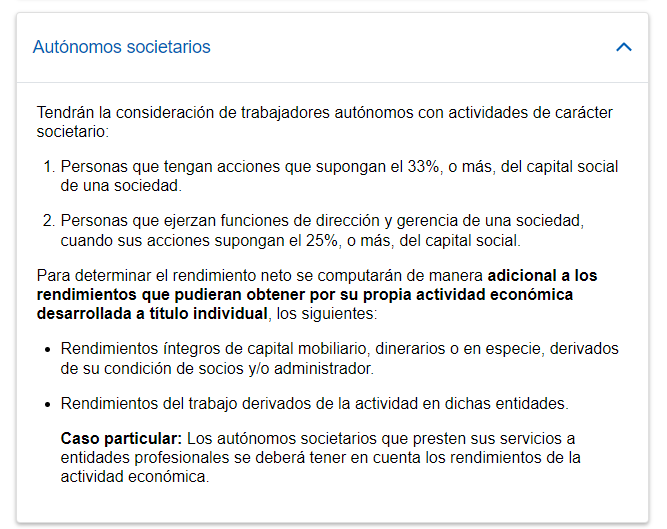 Autónomos societarios
Tendrán la consideración de trabajadores autónomos con actividades de carácter
societario:
1. Personas que tengan acciones que supongan el 33%, o más, del capital social
de una sociedad.
2. Personas que ejerzan funciones de dirección y gerencia de una sociedad,
cuando sus acciones supongan el 25%, o más, del capital social.
Para determinar el rendimiento neto se computarán de manera adicional a los
rendimientos que pudieran obtener por su propia actividad económica
desarrollada a título individual, los siguientes:
• Rendimientos íntegros de capital mobiliario, dinerarios o en especie, derivados
de su condición de socios y/o administrador.
• Rendimientos del trabajo derivados de la actividad en dichas entidades.
Caso particular: Los autónomos societarios que presten sus servicios a
entidades profesionales se deberá tener en cuenta los rendimientos de la
actividad económica.